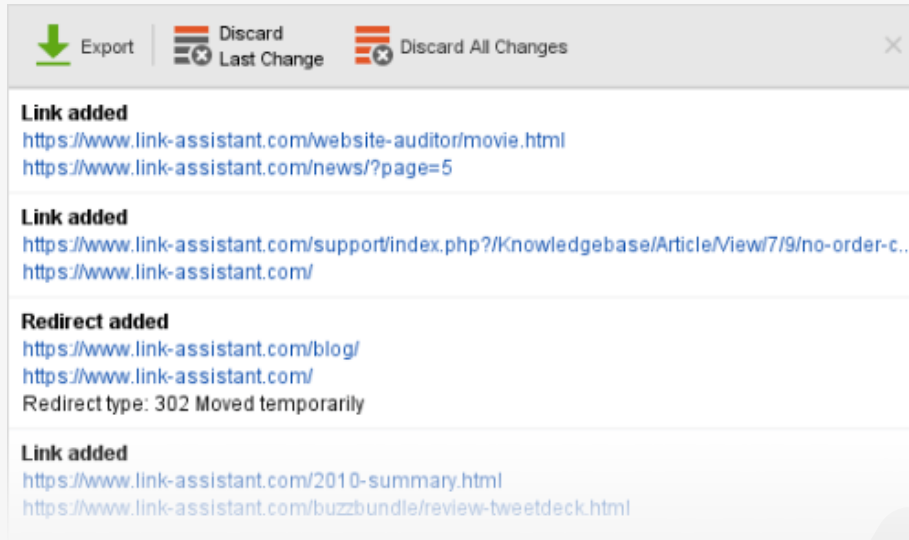 Export
Discard
Last Change
Discard All Changes
Link added
https://www.link-assistant.com/website-auditor/movie.html
https://www.link-assistant.com/news/?page=5
Link added
https://www.link-assistant.com/support/index.php?/Knowledgebase/Article/View/7/9/no-order-c...
https://www.link-assistant.com/
Redirect added
https://www.link-assistant.com/blog/
https://www.link-assistant.com/
Redirect type: 302 Moved temporarily
Link added
https://www.link-assistant.com/2010-summary.html
https://www.link-assistant.com/buzzbundle/review-tweetdeck.html